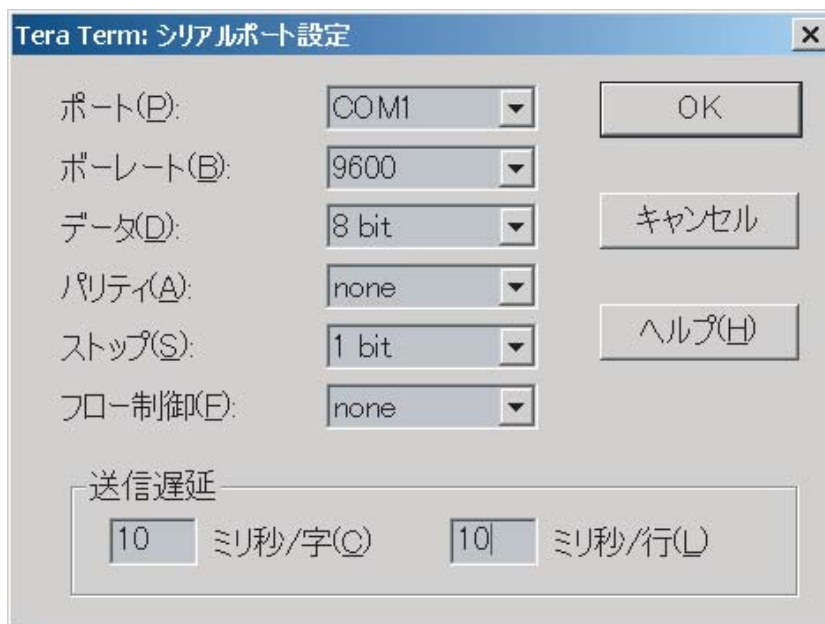 Tera Term: シリアルポート設定
ポート(P): COM1 OK
ボーレート(B): 9600
データ(D): 8 bit キャンセル
パリティ(A): none
ストップ(S): 1 bit ヘルプ(H)
フロー制御(F): none
送信遅延
10 ミリ秒/字(C) 10 ミリ秒/行(L)